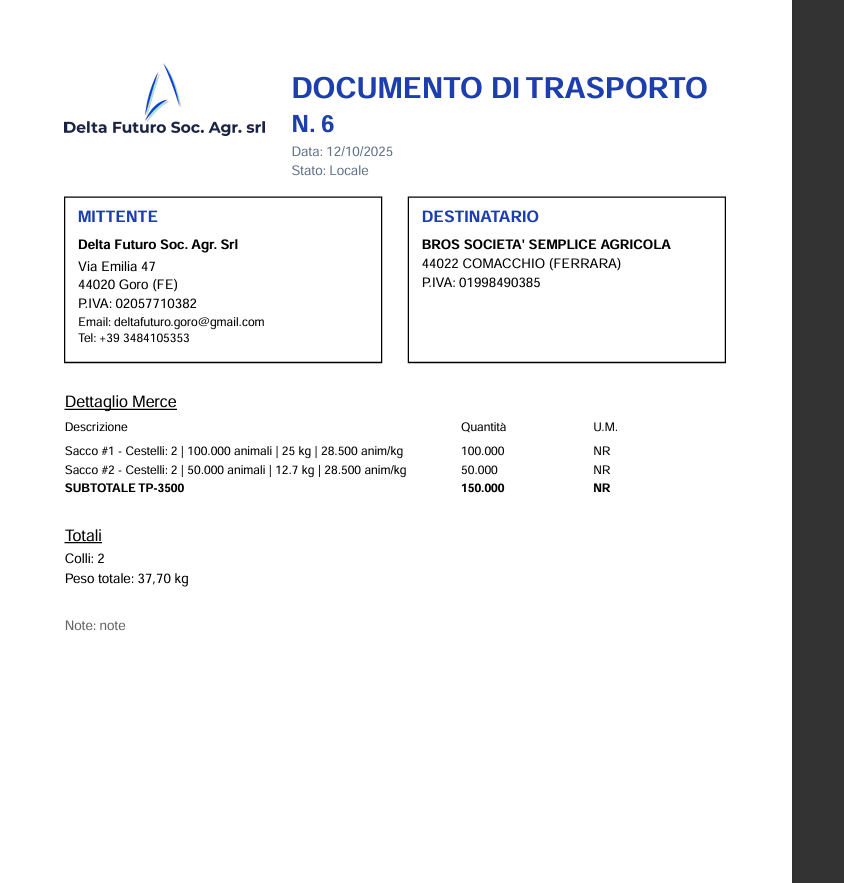 Delta Futuro Soc. Agr. srl
DOCUMENTO DI TRASPORTO
N. 6
Data: 12/10/2025
Stato: Locale
MITTENTE
Delta Futuro Soc. Agr. Srl
Via Emilia 47
44020 Goro (FE)
P.IVA: 02057710382
Email: deltafuturo.goro@gmail.com
Tel: +39 3484105353
DESTINATARIO
BROS SOCIETA' SEMPLICE AGRICOLA
44022 COMACCHIO (FERRARA)
P.IVA: 01998490385
Dettaglio Merce
Descrizione Quantità U.M.
Sacco #1 - Cestelli: 2 | 100.000 animali | 25 kg | 28.500 anim/kg 100.000 NR
Sacco #2 - Cestelli: 2 | 50.000 animali | 12.7 kg | 28.500 anim/kg 50.000 NR
SUBTOTALE TP-3500 150.000 NR
Totali
Colli: 2
Peso totale: 37,70 kg
Note: note